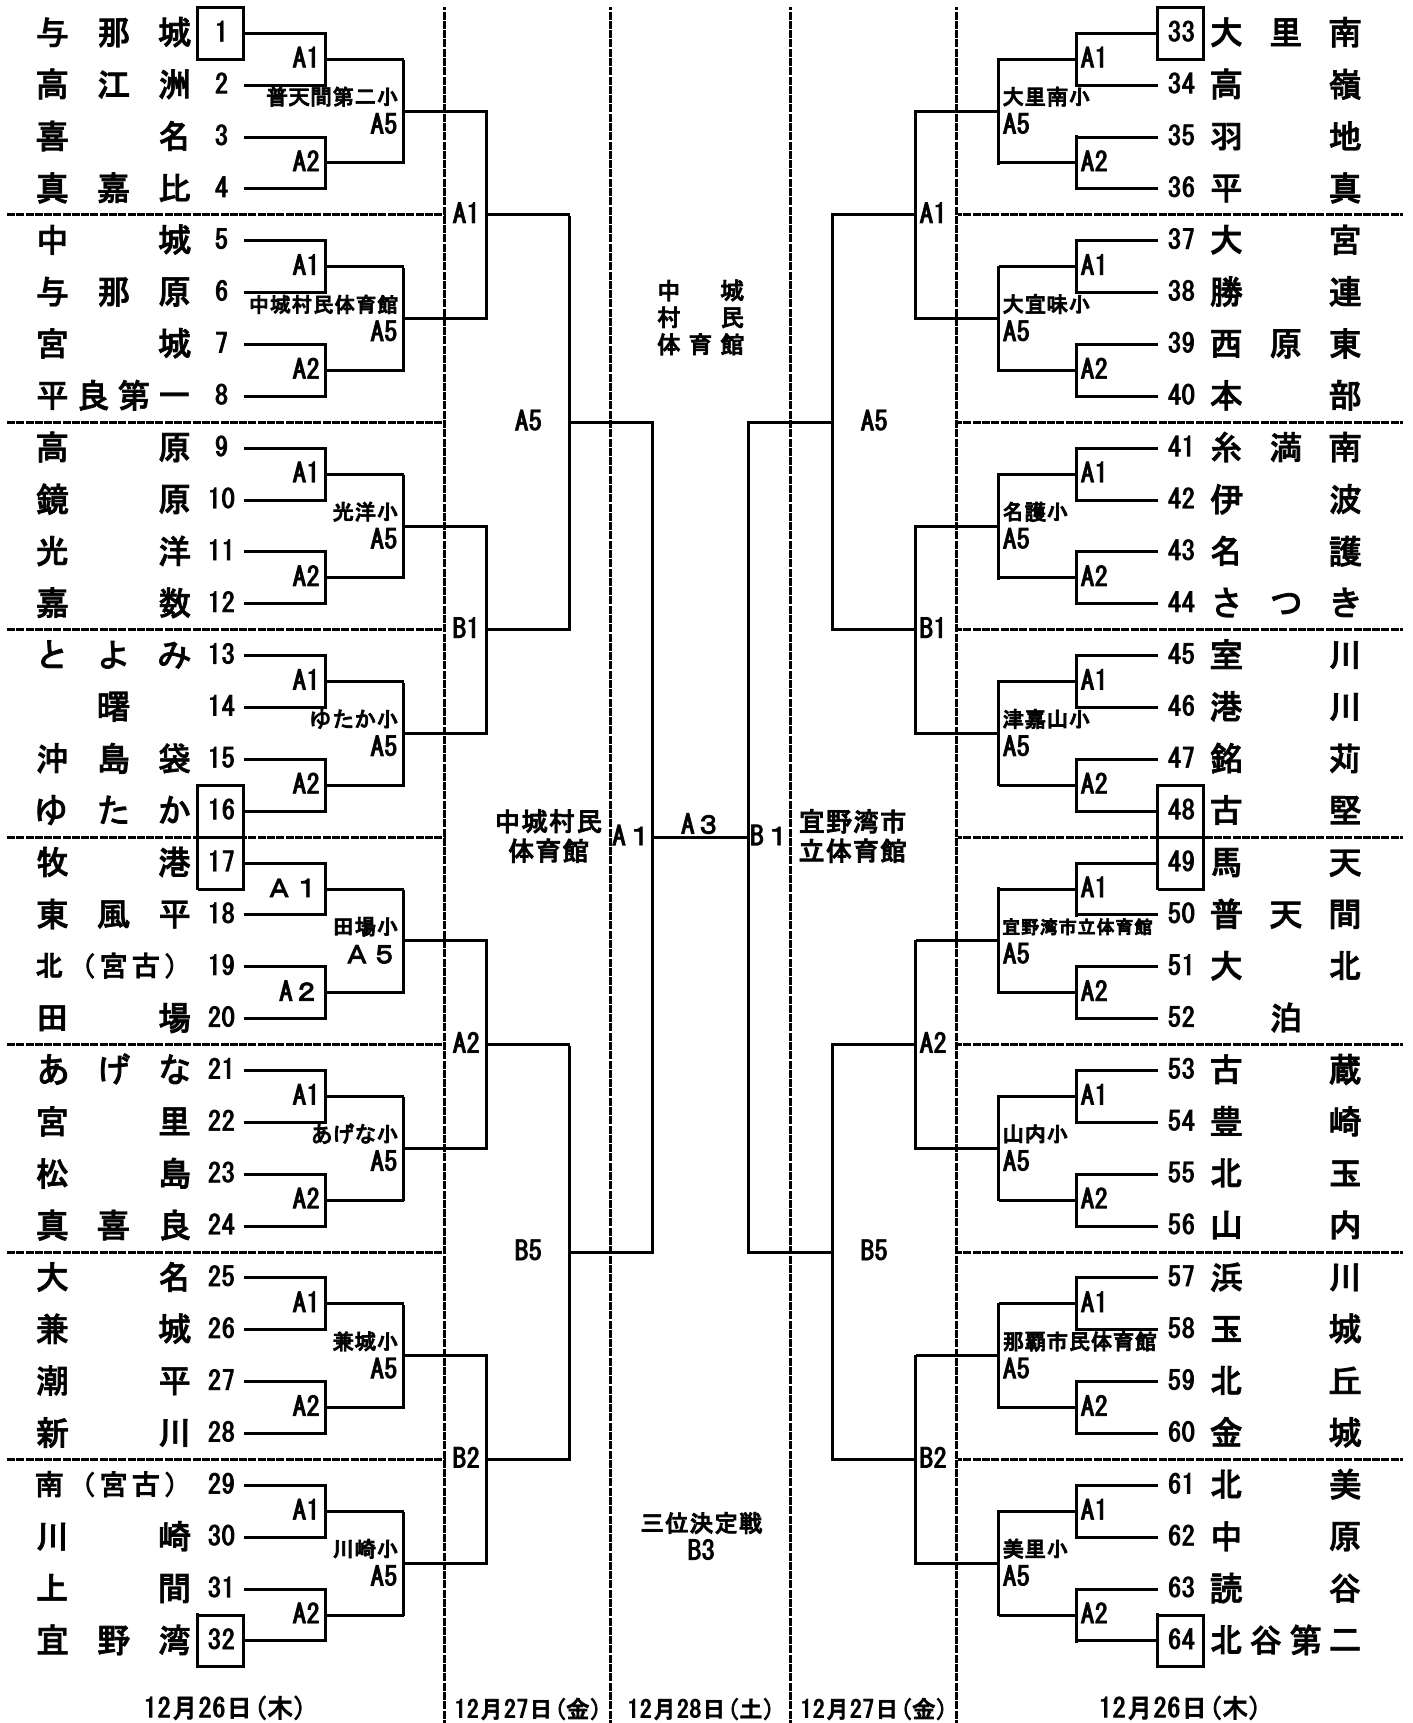 与那城 1
A1
高江洲 2
普天間第二小
A5
喜名 3
A2
真嘉比 4
A1
中城 5
A1
与那原 6
中城村民体育館
A5
宮城 7
A2
平良第一 8
A5
高原 9
A1
鏡原 10
光洋小
A5
光洋 11
A2
嘉数 12
B1
とよみ 13
A1
曙 14
ゆたか小
A5
沖島袋 15
A2
ゆたか 16
中城村民
体育館
A1
牧港 17
A1
東風平 18
田場小
A5
北(宮古) 19
A2
田場 20
A2
あげな 21
A1
宮里 22
あげな小
A5
松島 23
A2
真喜良 24
B5
大名 25
A1
兼城 26
兼城小
A5
潮平 27
A2
新川 28
B2
南(宮古) 29
A1
川崎 30
川崎小
A5
上間 31
A2
宜野湾 32
中城
村民
体育館
A3
三位決定戦
B3
33 大里南
A1
34 高嶺
大里南小
A5
35 羽地
A2
36 平真
A1
37 大宮
A1
38 勝連
大宜味小
A5
39 西原東
A2
40 本部
A5
41 糸満南
A1
42 伊波
名護小
A5
43 名護
A2
44 さつき
B1
45 室川
A1
46 港川
津嘉山小
A5
47 銘苅
A2
48 古堅
B1
宜野湾市
立体育館
49 馬天
A1
50 普天間
宜野湾市立体育館
A5
51 大北
A2
52 泊
A2
53 古蔵
A1
54 豊崎
山内小
A5
55 北玉
A2
56 山内
B5
57 浜川
A1
58 玉城
那覇市民体育館
A5
59 北丘
A2
60 金城
B2
61 北美
A1
62 中原
美里小
A5
63 読谷
A2
64 北谷第二
12月26日(木)
12月27日(金)
12月28日(土)
12月27日(金)
12月26日(木)